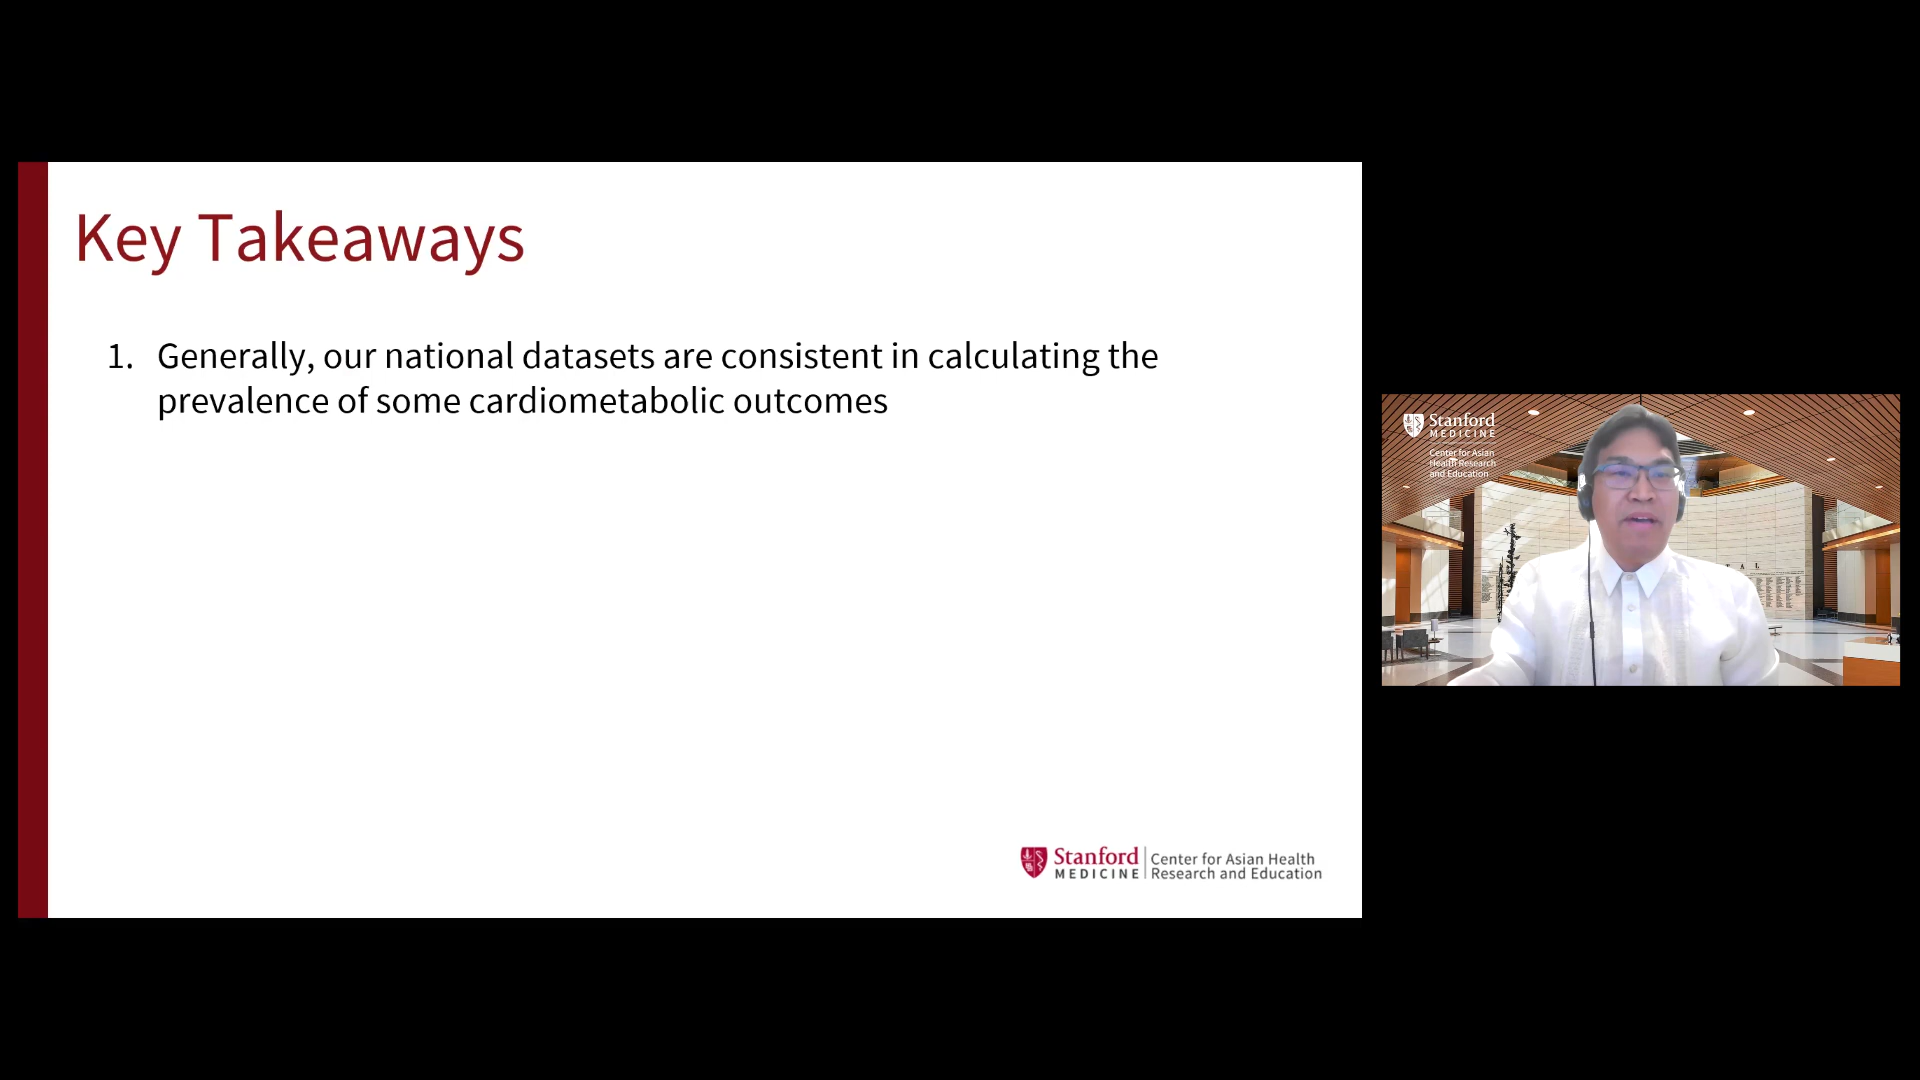 Key Takeaways
1. Generally, our national datasets are consistent in calculating the
prevalence of some cardiometabolic outcomes
Stanford
MEDICINE
Center for Asian Health
Research and Education
Stanford
MEDICINE
Center for Asian
Health Research
and Education